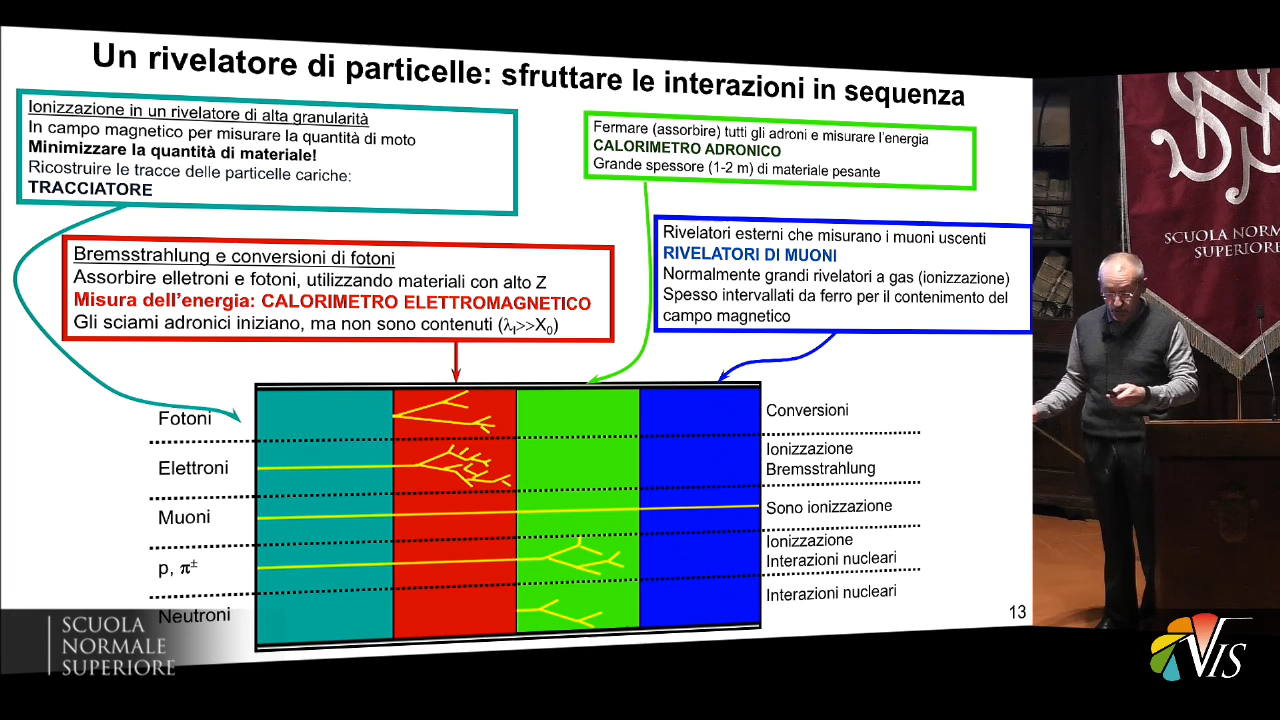 Un rivelatore di particelle: sfruttare le interazioni in sequenza
Ionizzazione in un rivelatore di alta granularità
In campo magnetico per misurare la quantità di moto
Minimizzare la quantità di materiale!
Ricostruire le tracce delle particelle cariche:
TRACCIATORE
Fermare (assorbire) tutti gli adroni e misurare l'energia
CALORIMETRO ADRONICO
Grande spessore (1-2 m) di materiale pesante
Bremsstrahlung e conversioni di fotoni
Assorbire elletroni e fotoni, utilizzando materiali con alto Z
Misura dell'energia: CALORIMETRO ELETTROMAGNETICO
Gli sciami adronici iniziano, ma non sono contenuti (λI>>X0)
Rivelatori esterni che misurano i muoni uscenti
RIVELATORI DI MUONI
Normalmente grandi rivelatori a gas (ionizzazione)
Spesso intervallati da ferro per il contenimento del
campo magnetico
Fotoni
Conversioni
Elettroni
Ionizzazione
Bremsstrahlung
Muoni
Sono ionizzazione
p, π±
Ionizzazione
Interazioni nucleari
Neutroni
Interazioni nucleari
13
SCUOLA NORMALE
SUPERIORE
SCUOLA
NORMALE
SUPERIORE
VIS